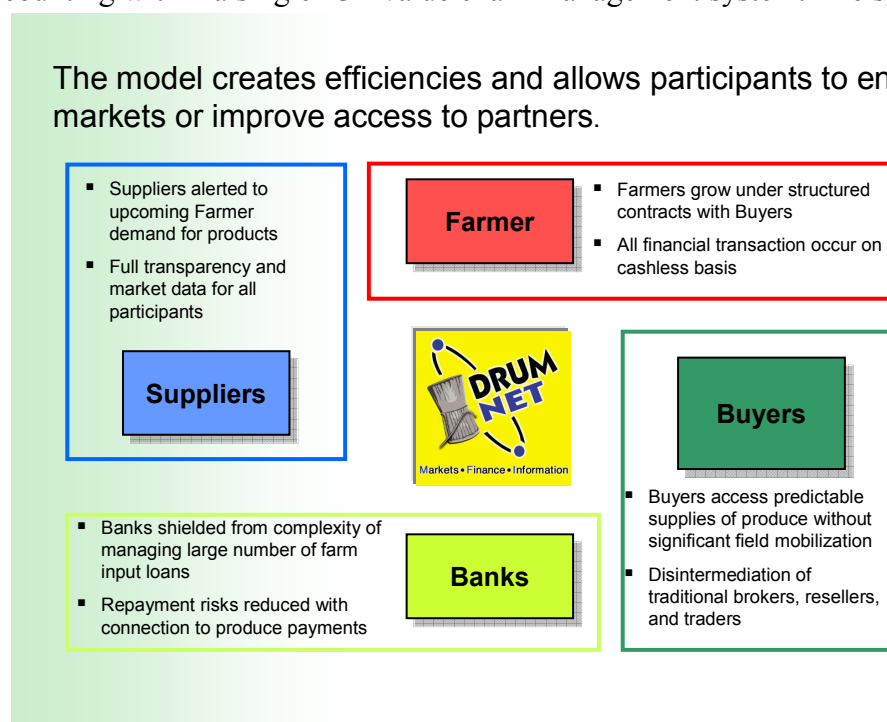 The model creates efficiencies and allows participants to
markets or improve access to partners.
▪ Suppliers alerted to
upcoming Farmer
demand for products
▪ Full transparency and
market data for all
participants
Suppliers
Farmer
▪ Farmers grow under structured
contracts with Buyers
▪ All financial transaction occur on
cashless basis
DRUM
NET
Markets • Finance • Information
Buyers
▪ Buyers access predictable
supplies of produce without
significant field mobilization
▪ Disintermediation of
traditional brokers, resellers,
and traders
▪ Banks shielded from complexity of
managing large number of farm
input loans
▪ Repayment risks reduced with
connection to produce payments
Banks